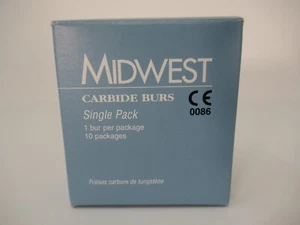 MIDWEST
CARBIDE BURS
CE
Single Pack
0086
1 bur per package
10 packages
Fraises carbure de tungstène